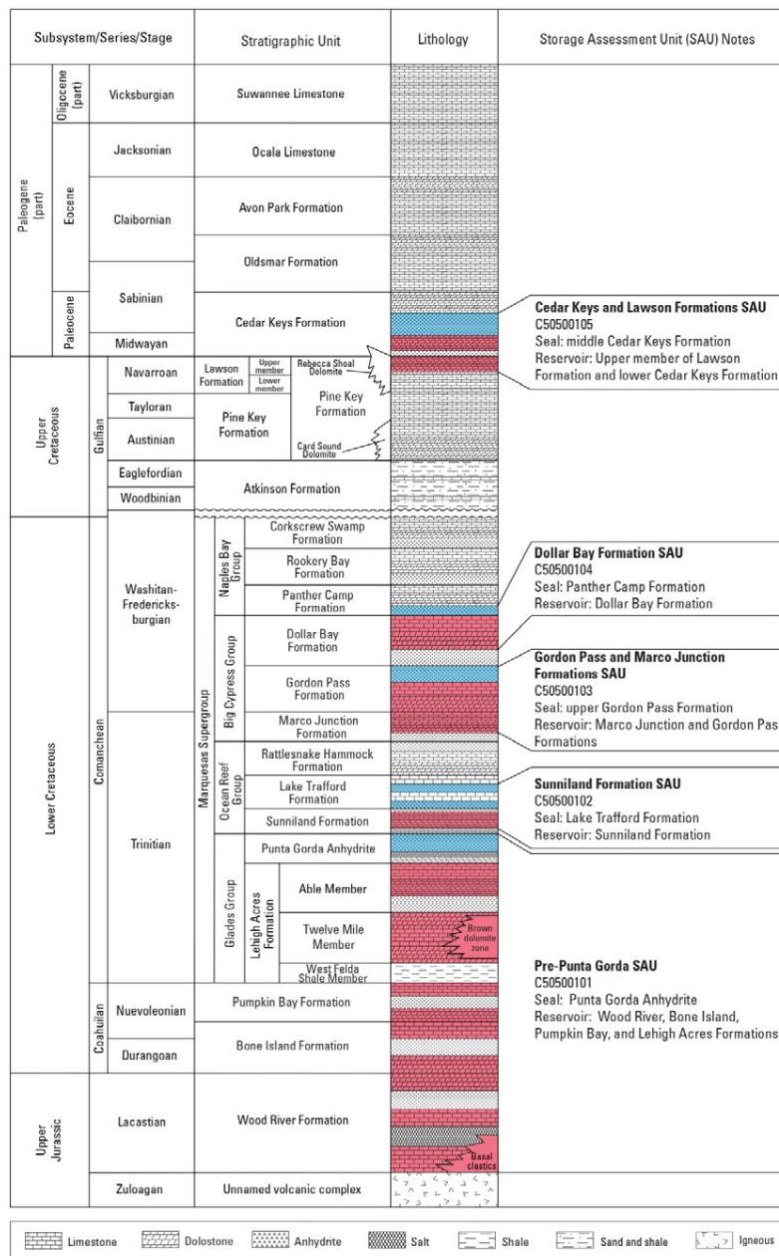 Subsystem/Series/Stage
Stratigraphic Unit
Lithology
Storage Assessment Unit (SAU) Notes
Paleogene
(part)
Oligocene
(part)
Vicksburgian
Suwannee Limestone
Eocene
Jacksonian
Ocala Limestone
Claibornian
Avon Park Formation
Oldsmar Formation
Sabinian
Paleocene
Cedar Keys Formation
Midwayan
Cedar Keys and Lawson Formations SAU
C50500105
Seal: middle Cedar Keys Formation
Reservoir: Upper member of Lawson
Formation and lower Cedar Keys Formation
Upper
Cretaceous
Gulfian
Navarroan
Lawson
Formation
Upper
member
Lower
member
Rebecca Shoal
Dolomite
Pine Key
Formation
Tayloran
Pine Key
Formation
Austinian
Card Sound
Dolomite
Eaglefordian
Atkinson Formation
Woodbinian
Lower Cretaceous
Comanchean
Washitan-
Fredericks-
burgian
Marquesas Supergroup
Naples Bay
Group
Corkscrew Swamp
Formation
Rookery Bay
Formation
Panther Camp
Formation
Dollar Bay Formation SAU
C50500104
Seal: Panther Camp Formation
Reservoir: Dollar Bay Formation
Big Cypress Group
Dollar Bay
Formation
Gordon Pass
Formation
Marco Junction
Formation
Gordon Pass and Marco Junction
Formations SAU
C50500103
Seal: upper Gordon Pass Formation
Reservoir: Marco Junction and Gordon Pass
Formations
Trinitian
Ocean Reef
Group
Rattlesnake Hammock
Formation
Lake Trafford
Formation
Sunniland Formation
Sunniland Formation SAU
C50500102
Seal: Lake Trafford Formation
Reservoir: Sunniland Formation
Glades Group
Punta Gorda Anhydrite
Lehigh Acres
Formation
Able Member
Twelve Mile
Member
Brown
dolomite
zone
West Felda
Shale Member
Pre-Punta Gorda SAU
C50500101
Seal: Punta Gorda Anhydrite
Reservoir: Wood River, Bone Island,
Pumpkin Bay, and Lehigh Acres Formations
Coahuilan
Nuevoleonian
Pumpkin Bay Formation
Bone Island Formation
Durangoan
Upper
Jurassic
Lacastian
Wood River Formation
Basal
clastics
Zuloagan
Unnamed volcanic complex
Limestone
Dolostone
Anhydrite
Salt
Shale
Sand and shale
Igneous